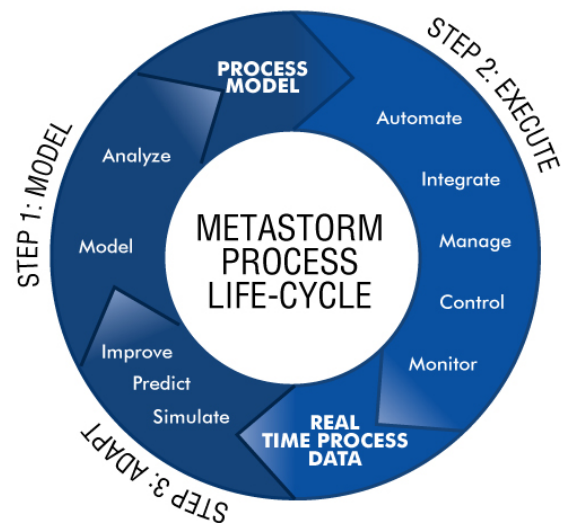 METASTORM
PROCESS
LIFE-CYCLE
STEP 1: MODEL
Model
Analyze
PROCESS
MODEL
STEP 2: EXECUTE
Automate
Integrate
Manage
Control
Monitor
REAL
TIME PROCESS
DATA
STEP 3: ADAPT
Simulate
Predict
Improve